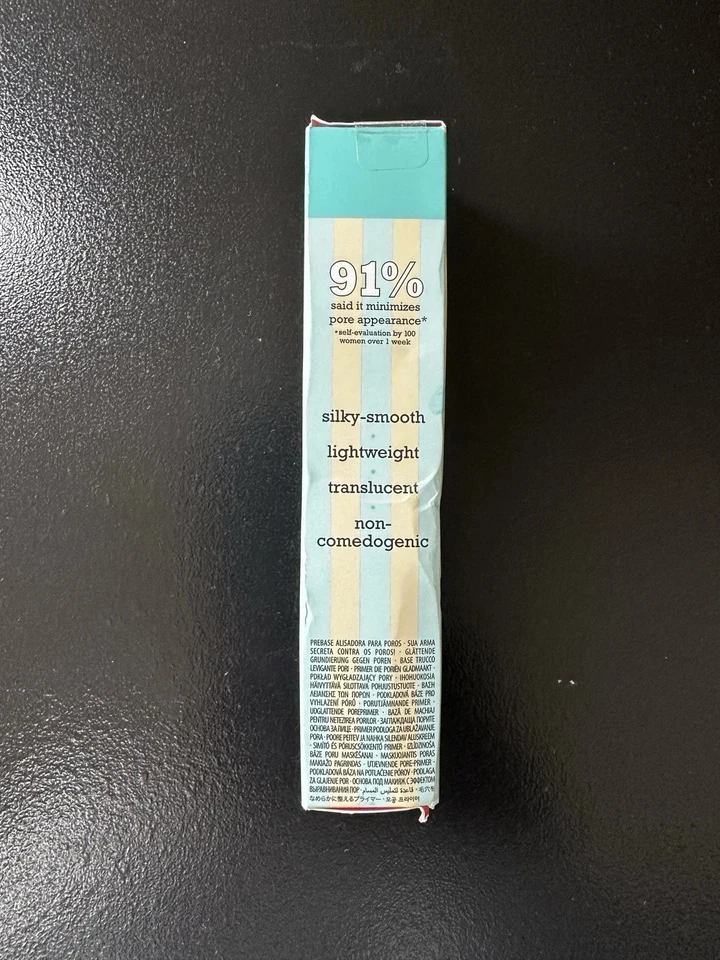 91%
said it minimizes
pore appearance*
*self-evaluation by 100
women over 1 week
silky-smooth
lightweight
translucent
non-
comedogenic
PREBASE ALISADORA PARA POROS · SUA ARMA
SECRETA CONTRA OS POROS! · GLÄTTENDE
GRUNDIERUNG GEGEN POREN · BASE TRUCCO
LEVIGANTE PORI · PRIMER DIE PORIËN GLADMAAKT ·
PODKŁAD WYGŁADZAJĄCY PORY · IHOHUOKOSIA
HÄIVYTTÄVÄ SILOTTAVA POHJUSTUSTUOTE · ΒΑΣΗ
ΛΕΙΑΝΣΗΣ ΤΩΝ ΠΟΡΩΝ · PODKLADOVÁ BÁZE PRO
VYHLAZENÍ PÓRŮ · PORUTJÄMNANDE PRIMER ·
UDGLATTENDE POREPRIMER · BAZĂ DE MACHIAJ
PENTRU NETEZIREA PORILOR · ЗАГЛАЖДАЩА ПОРИТЕ
ОСНОВА ЗА ЛИЦЕ · PRIMER PODLOGA ZA UBLAŽAVANJE
PORA · POORE PEITEV JA NAHKA SILENDAV ALUSKREEM
· SIMÍTÓ ÉS PÓRUSCSÖKKENTŐ PRIMER · IZLĪDZINOŠA
BĀZE PORU MASKĒŠANAI · MASKUOJANTIS PORAS
MAKIAŽO PAGRINDAS · UTJEVNENDE PORE-PRIMER ·
PODKLADOVÁ BÁZA NA POTLAČENIE PÓROV · PODLAGA
ZA GLAJENJE POR · ОСНОВА ПОД МАКИЯЖ С ЭФФЕКТОМ
ВЫРАВНИВАНИЯ ПОР · قاعدة لتمليس المسام · 毛穴を
なめらかに整えるプライマー · 모공 프라이머